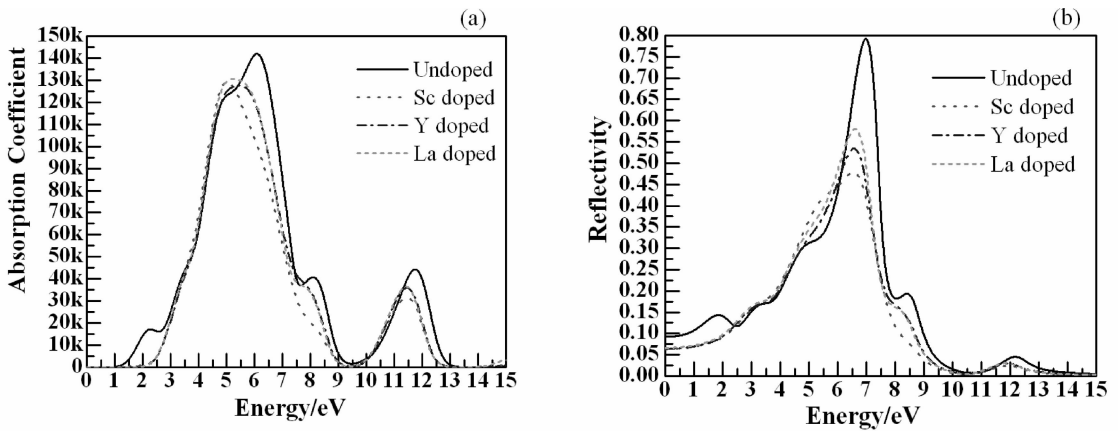 (a)
150k
140k
130k
120k
110k
100k
90k
80k
70k
60k
50k
40k
30k
20k
10k
0
Absorption Coefficient
Undoped
Sc doped
Y doped
La doped
0 1 2 3 4 5 6 7 8 9 10 11 12 13 14 15
Energy/eV
(b)
0.80
0.75
0.70
0.65
0.60
0.55
0.50
0.45
0.40
0.35
0.30
0.25
0.20
0.15
0.10
0.05
0.00
Reflectivity
Undoped
Sc doped
Y doped
La doped
0 1 2 3 4 5 6 7 8 9 10 11 12 13 14 15
Energy/eV